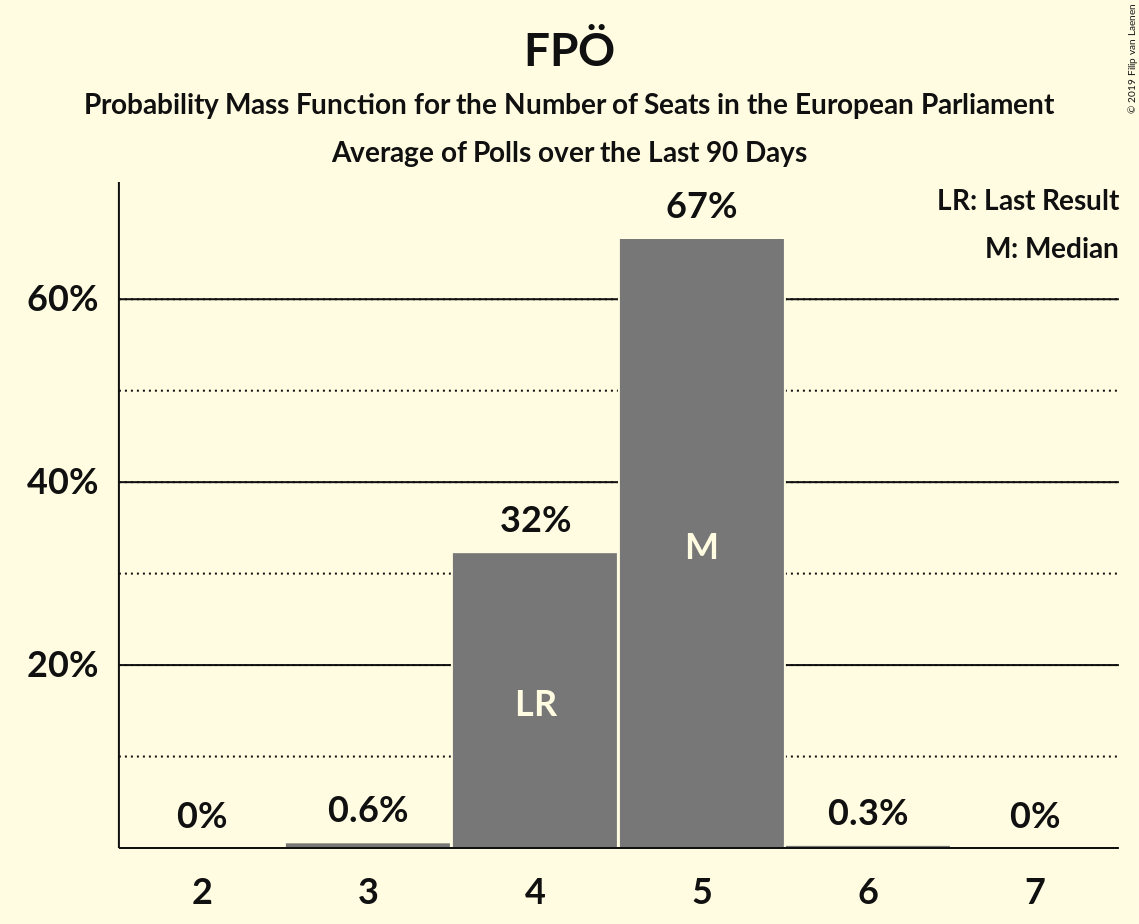 FPÖ
Probability Mass Function for the Number of Seats in the European Parliament
Average of Polls over the Last 90 Days
© 2019 Filip van Laenen
LR: Last Result
M: Median
67%
60%
40%
32%
M
20%
LR
0%
0.6%
0.3%
0%
2
3
4
5
6
7